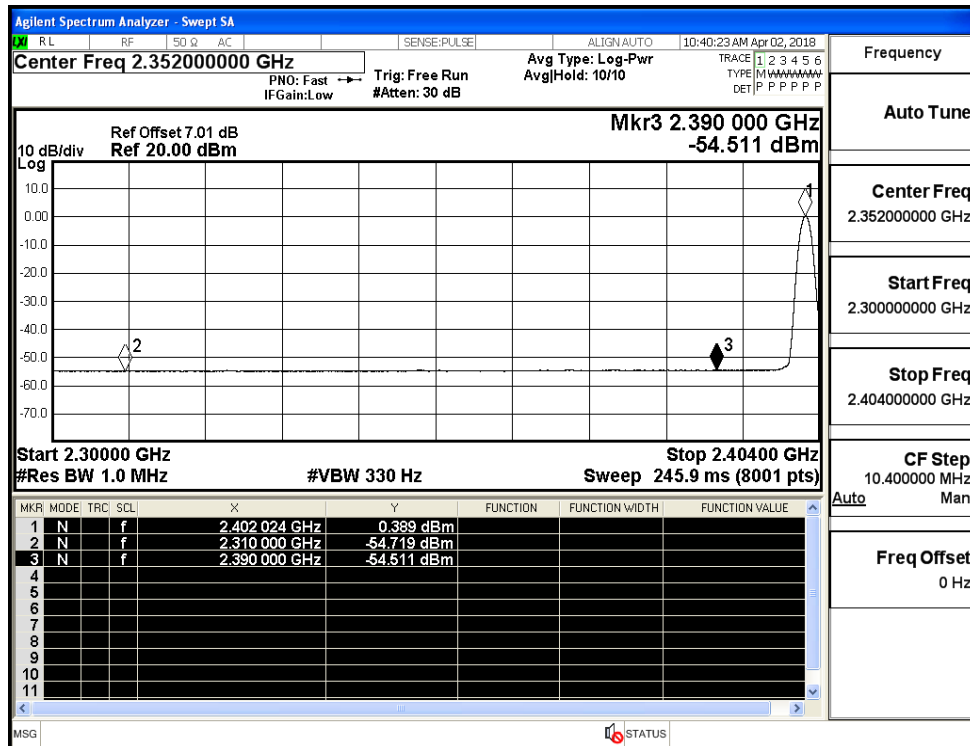 Agilent Spectrum Analyzer - Swept SA
LXI RL RF 50 Ω AC SENSE:PULSE ALIGN AUTO 10:40:23 AM Apr 02, 2018
Center Freq 2.352000000 GHz
PNO: Fast
IFGain:Low
Trig: Free Run
#Atten: 30 dB
Avg Type: Log-Pwr
Avg|Hold: 10/10
TRACE 1 2 3 4 5 6
TYPE M W W W W W
DET P P P P P P
Mkr3 2.390 000 GHz
-54.511 dBm
Ref Offset 7.01 dB
Ref 20.00 dBm
10 dB/div
Log
10.0
0.00
-10.0
-20.0
-30.0
-40.0
-50.0
-60.0
-70.0
1
2
3
Start 2.30000 GHz Stop 2.40400 GHz
#Res BW 1.0 MHz #VBW 330 Hz Sweep 245.9 ms (8001 pts)
MKR MODE TRC SCL X Y FUNCTION FUNCTION WIDTH FUNCTION VALUE
1 N f 2.402 024 GHz 0.389 dBm
2 N f 2.310 000 GHz -54.719 dBm
3 N f 2.390 000 GHz -54.511 dBm
4
5
6
7
8
9
10
11
MSG STATUS
Frequency
Auto Tune
Center Freq
2.352000000 GHz
Start Freq
2.300000000 GHz
Stop Freq
2.404000000 GHz
CF Step
10.400000 MHz
Auto Man
Freq Offset
0 Hz